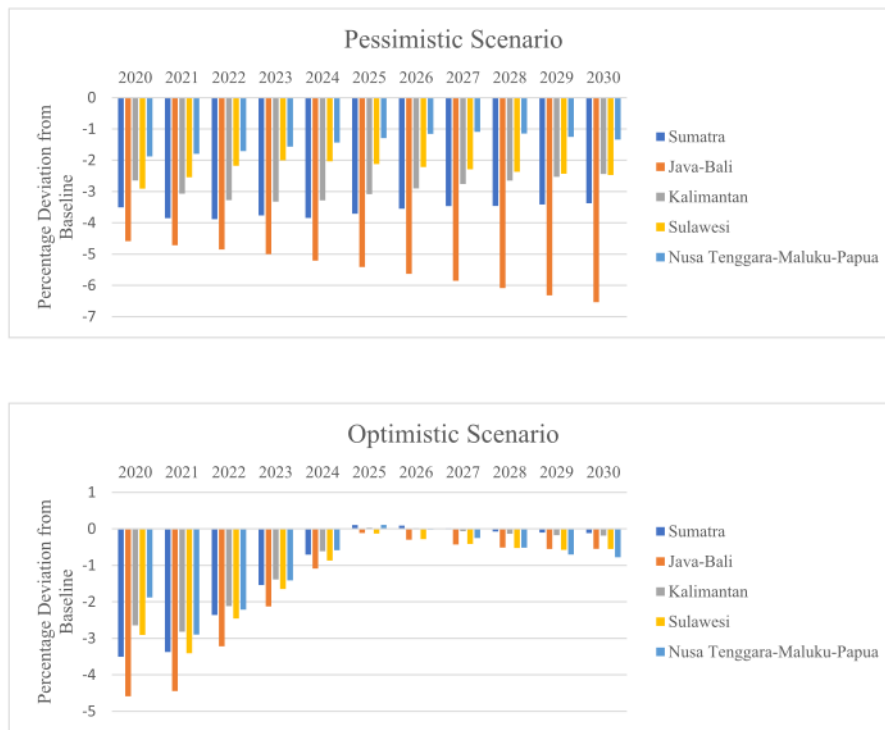 Pessimistic Scenario
2020 2021 2022 2023 2024 2025 2026 2027 2028 2029 2030
Percentage Deviation from
Baseline
0
-1
-2
-3
-4
-5
-6
-7
Sumatra
Java-Bali
Kalimantan
Sulawesi
Nusa Tenggara-Maluku-Papua
Optimistic Scenario
2020 2021 2022 2023 2024 2025 2026 2027 2028 2029 2030
Percentage Deviation from
Baseline
1
0
-1
-2
-3
-4
-5
Sumatra
Java-Bali
Kalimantan
Sulawesi
Nusa Tenggara-Maluku-Papua